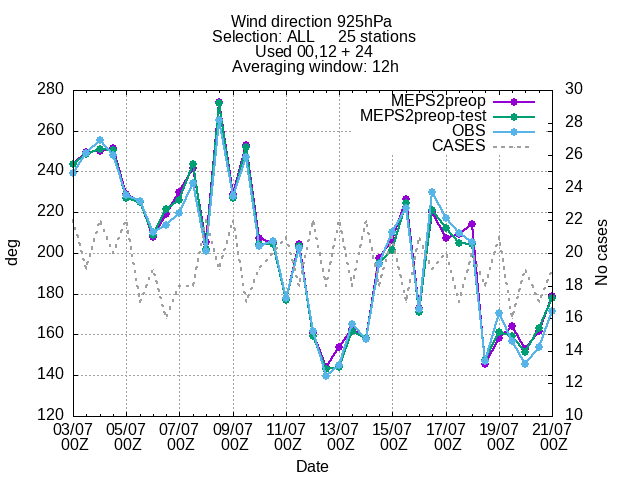 Wind direction 925hPa
Selection: ALL 25 stations
Used 00,12 + 24
Averaging window: 12h
280 30
MEPS2preop
MEPS2preop-test
OBS
CASES
28
260
26
240
24
220
22
200
20
180
18
160
16
14
140
12
120 10
deg
No cases
03/07 05/07 07/07 09/07 11/07 13/07 15/07 17/07 19/07 21/07
00Z 00Z 00Z 00Z 00Z 00Z 00Z 00Z 00Z 00Z
Date